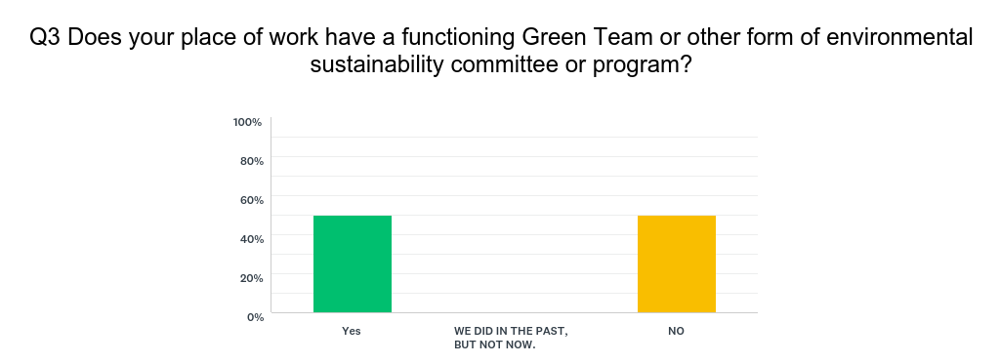 Q3 Does your place of work have a functioning Green Team or other form of environmental
sustainability committee or program?
100%
80%
60%
40%
20%
0%
Yes
WE DID IN THE PAST,
BUT NOT NOW.
NO